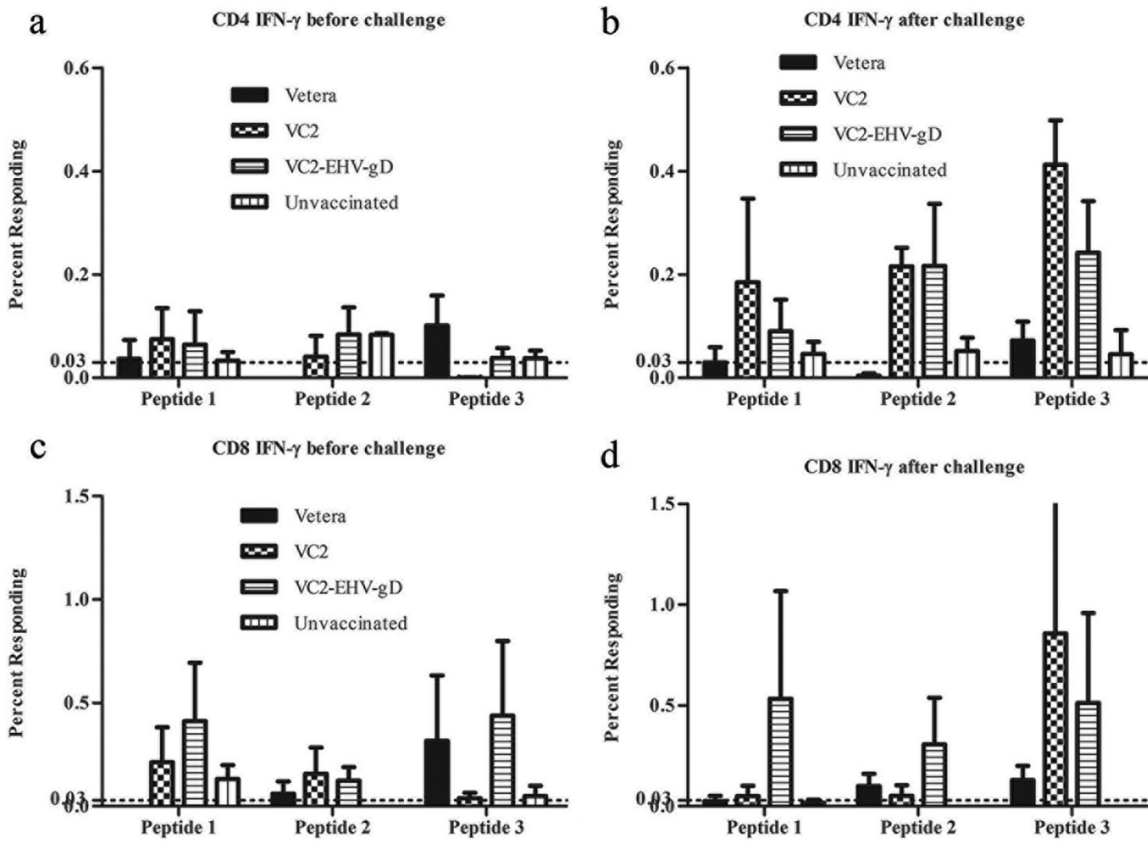 a
CD4 IFN-γ before challenge
Percent Responding
0.6
0.4
0.2
0.03
0.0
Vetera
VC2
VC2-EHV-gD
Unvaccinated
Peptide 1 Peptide 2 Peptide 3
b
CD4 IFN-γ after challenge
Percent Responding
0.6
0.4
0.2
0.03
0.0
Vetera
VC2
VC2-EHV-gD
Unvaccinated
Peptide 1 Peptide 2 Peptide 3
c
CD8 IFN-γ before challenge
Percent Responding
1.5
1.0
0.5
0.03
0.0
Vetera
VC2
VC2-EHV-gD
Unvaccinated
Peptide 1 Peptide 2 Peptide 3
d
CD8 IFN-γ after challenge
Percent Responding
1.5
1.0
0.5
0.03
0.0
Peptide 1 Peptide 2 Peptide 3